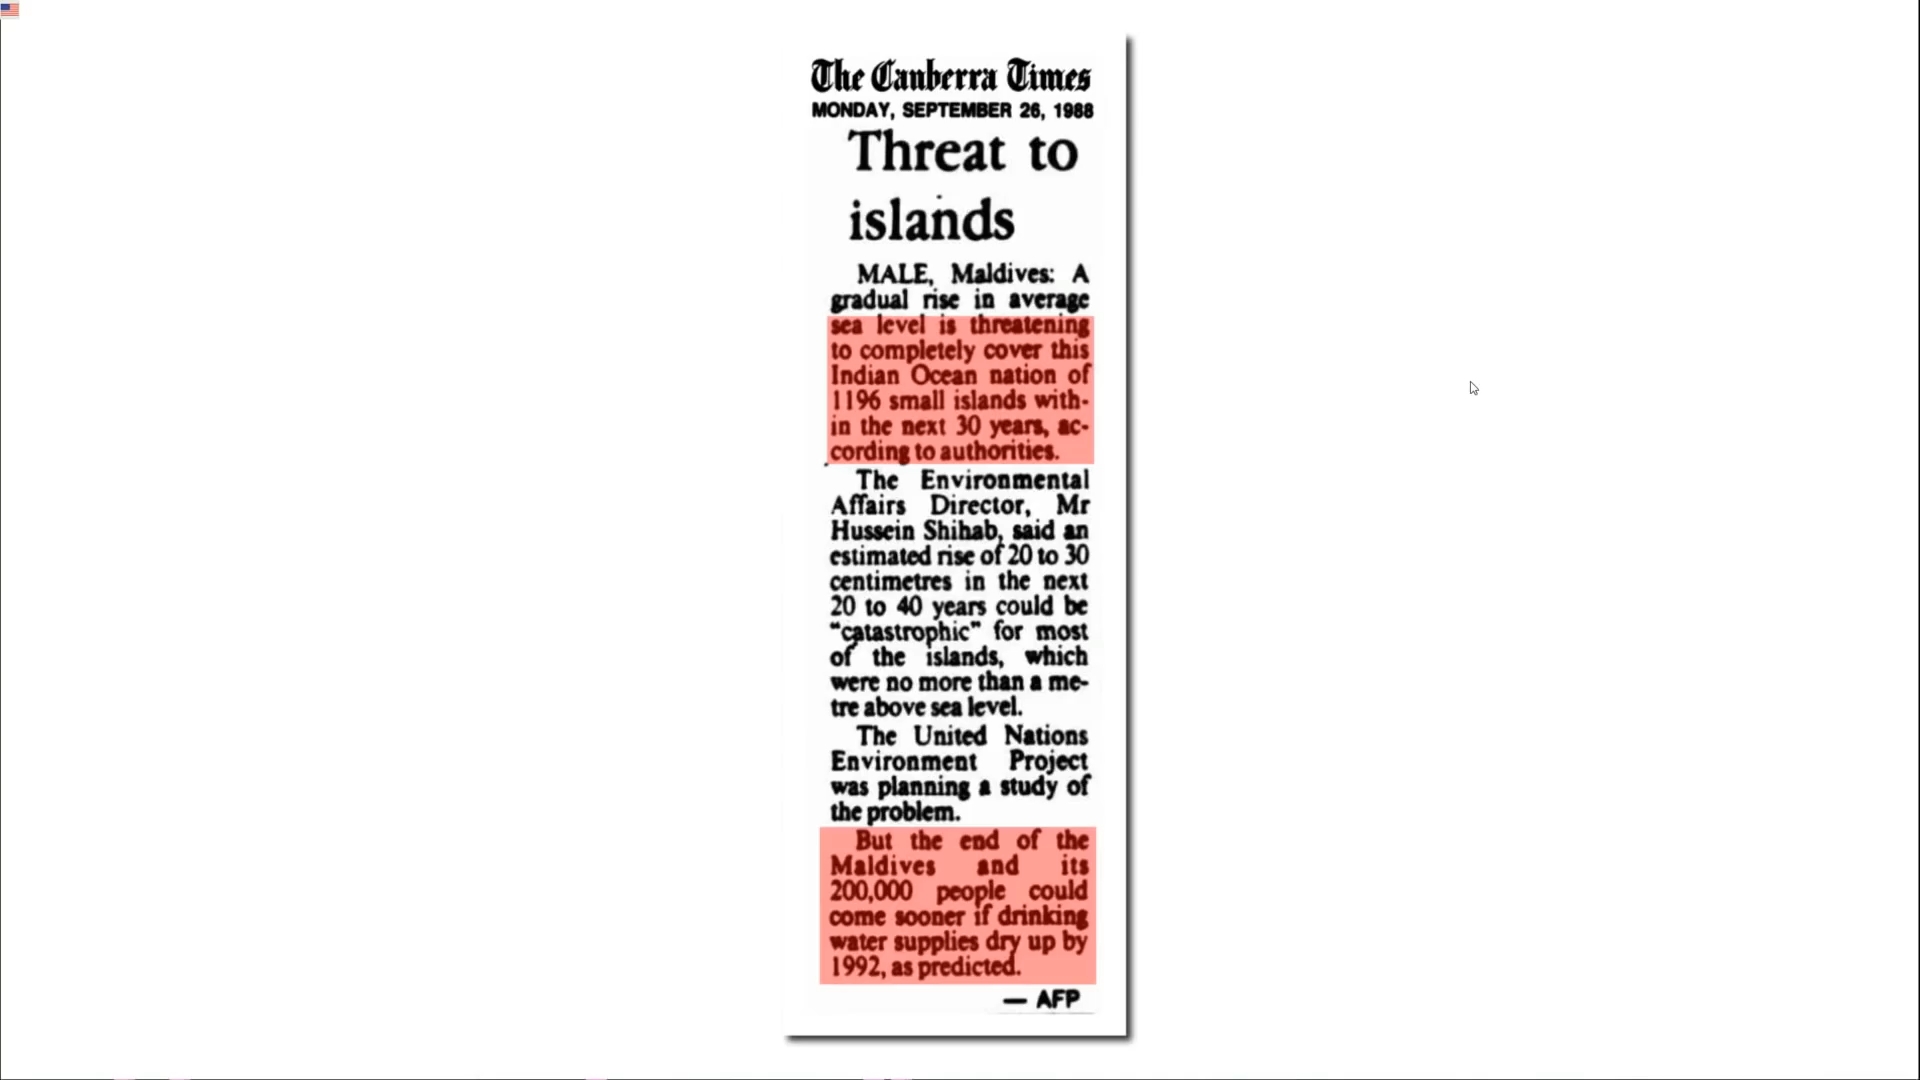 The Canberra Times
MONDAY, SEPTEMBER 26, 1988
Threat to
islands
MALE, Maldives: A
gradual rise in average
sea level is threatening
to completely cover this
Indian Ocean nation of
1196 small islands with-
in the next 30 years, ac-
cording to authorities.
The Environmental
Affairs Director, Mr
Hussein Shihab, said an
estimated rise of 20 to 30
centimetres in the next
20 to 40 years could be
“catastrophic” for most
of the islands, which
were no more than a me-
tre above sea level.
The United Nations
Environment Project
was planning a study of
the problem.
But the end of the
Maldives and its
200,000 people could
come sooner if drinking
water supplies dry up by
1992, as predicted.
— AFP